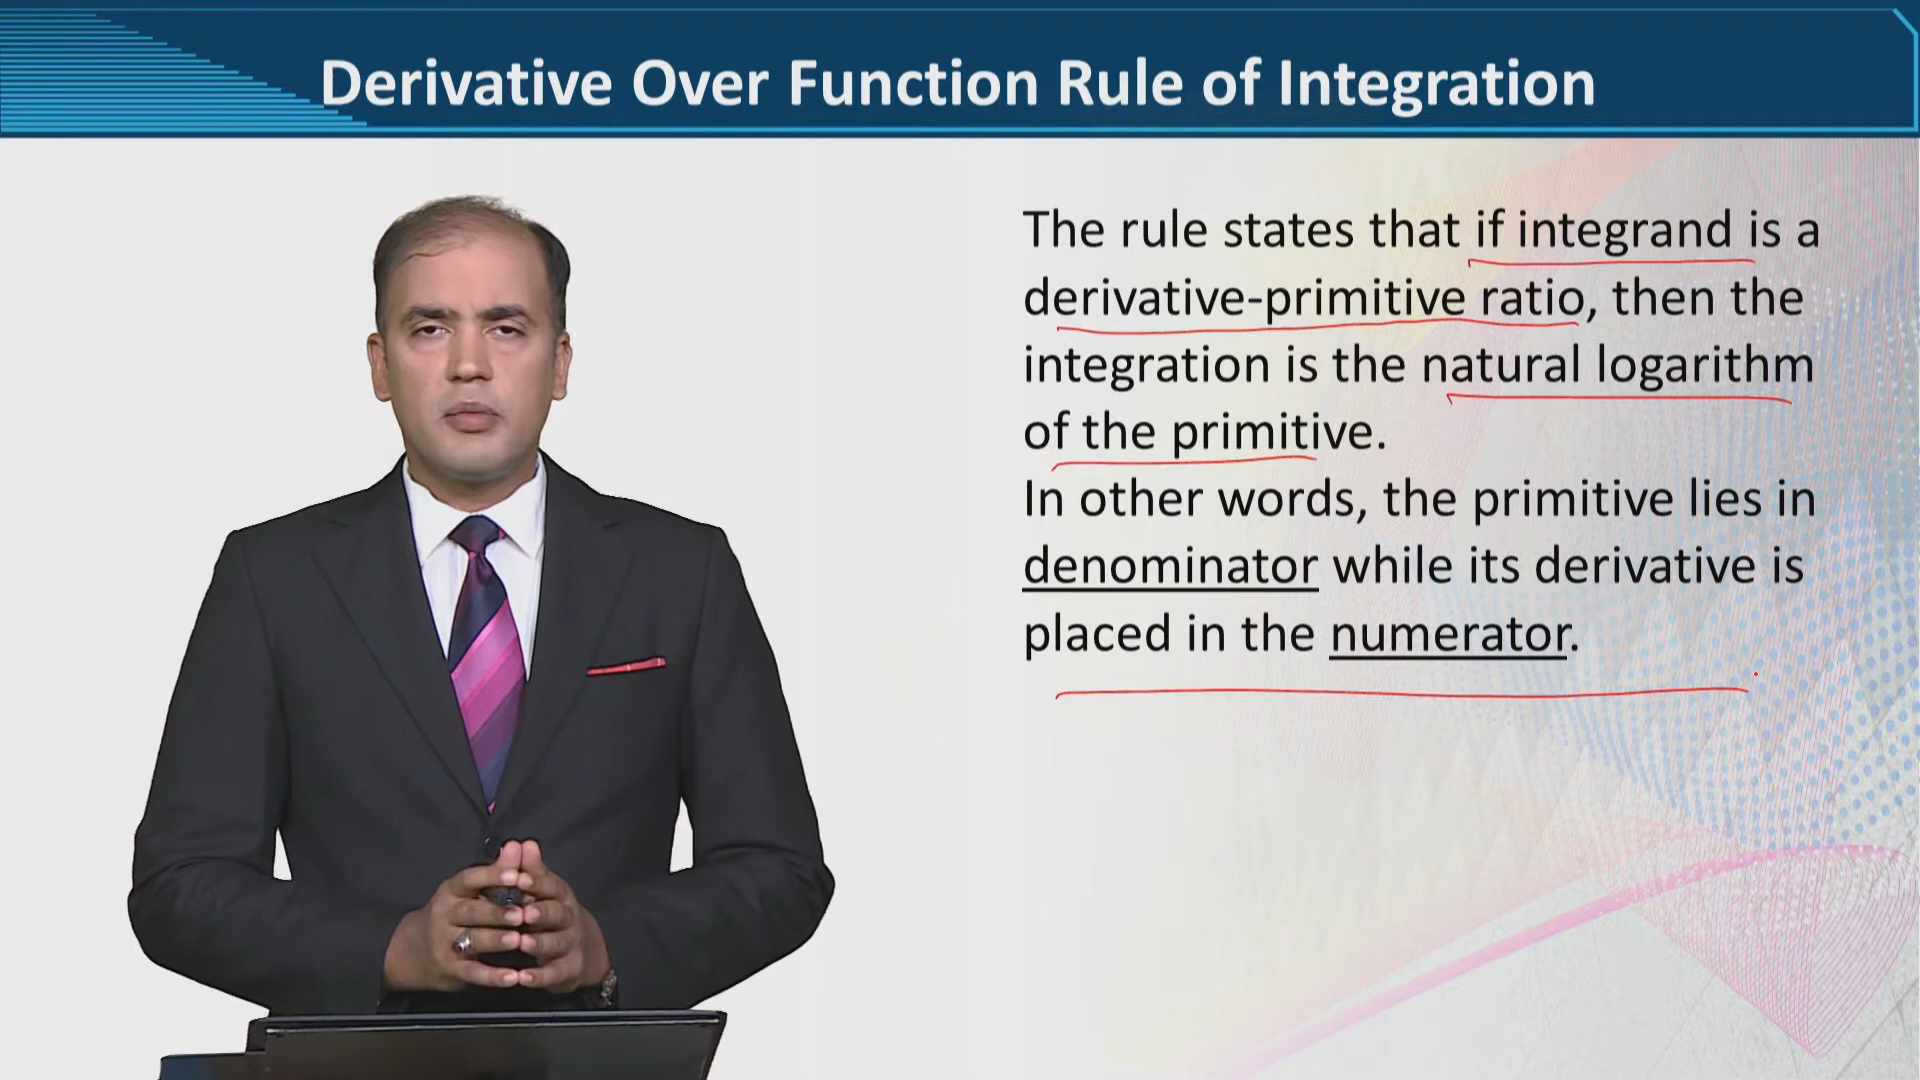 Derivative Over Function Rule of Integration
The rule states that if integrand is a
derivative-primitive ratio, then the
integration is the natural logarithm
of the primitive.
In other words, the primitive lies in
denominator while its derivative is
placed in the numerator.